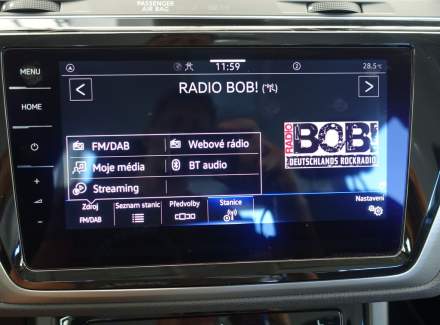 PASSENGER
AIR BAG
MENU
11:59
28.5°C
HOME
RADIO BOB!
FM/DAB
Webové rádio
Moje média
BT audio
Streaming
RADIO
BOB!
DEUTSCHLANDS ROCKRADIO
Zdroj
FM/DAB
Seznam stanic
Předvolby
Stanice
Nastavení